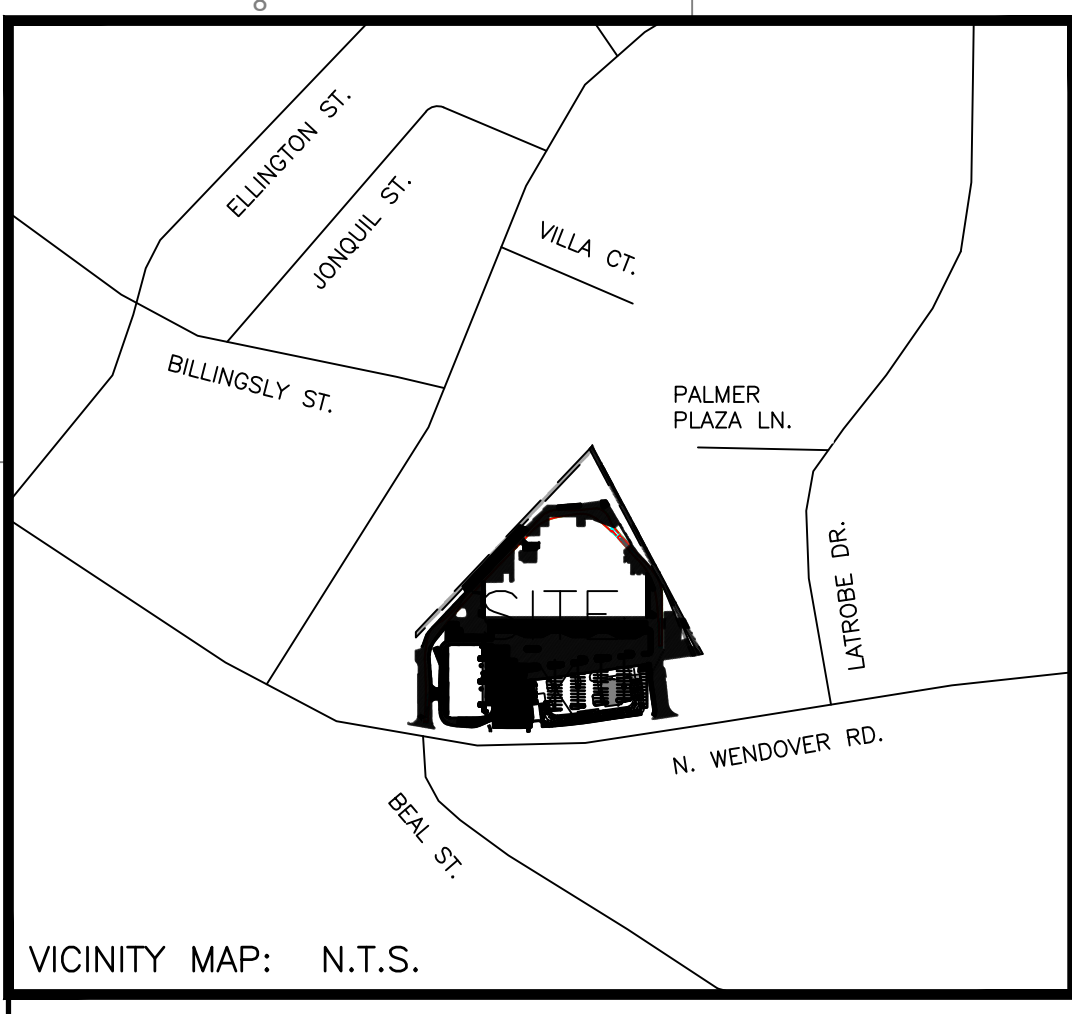 8
ELLINGTON ST.
JONQUIL ST.
VILLA CT.
BILLINGSLY ST.
PALMER
PLAZA LN.
LATROBE DR.
SITE
N. WENDOVER RD.
BEAL ST.
VICINITY MAP: N.T.S.